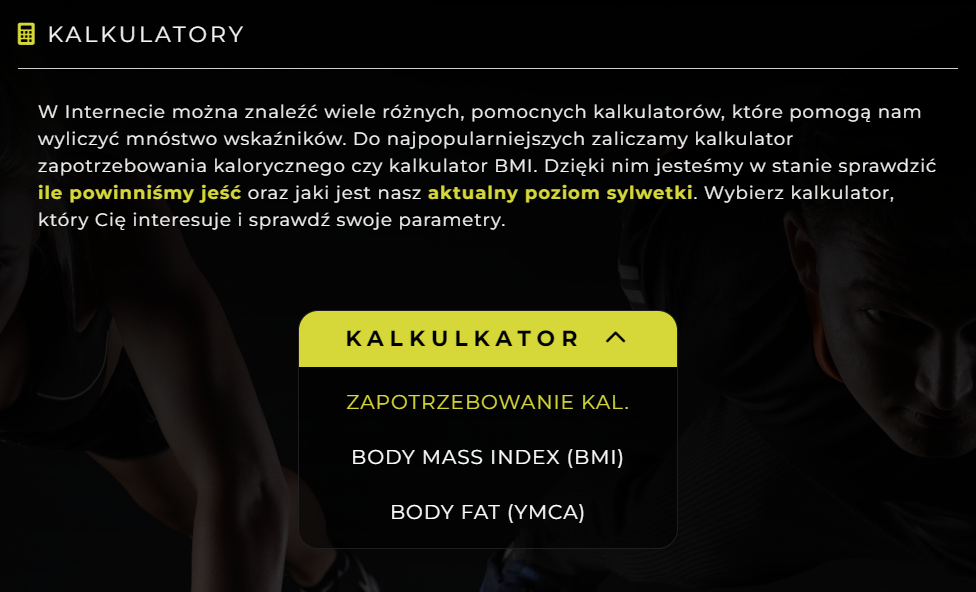 KALKULATORY
W Internecie można znaleźć wiele różnych, pomocnych kalkulatorów, które pomogą nam
wyliczyć mnóstwo wskaźników. Do najpopularniejszych zaliczamy kalkulator
zapotrzebowania kalorycznego czy kalkulator BMI. Dzięki nim jesteśmy w stanie sprawdzić
ile powinniśmy jeść oraz jaki jest nasz aktualny poziom sylwetki. Wybierz kalkulator,
który Cię interesuje i sprawdź swoje parametry.
KALKULKATOR
ZAPOTRZEBOWANIE KAL.
BODY MASS INDEX (BMI)
BODY FAT (YMCA)